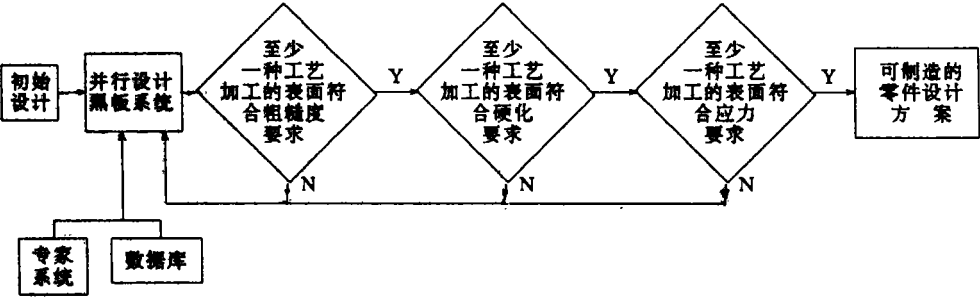 初始
设计
并行设计
黑板系统
至少
一种工艺
加工的表面符
合粗糙度
要求
Y
N
至少
一种工艺
加工的表面符
合硬化
要求
Y
N
至少
一种工艺
加工的表面符
合应力
要求
Y
N
可制造的
零件设计
方 案
专家
系统
数据库